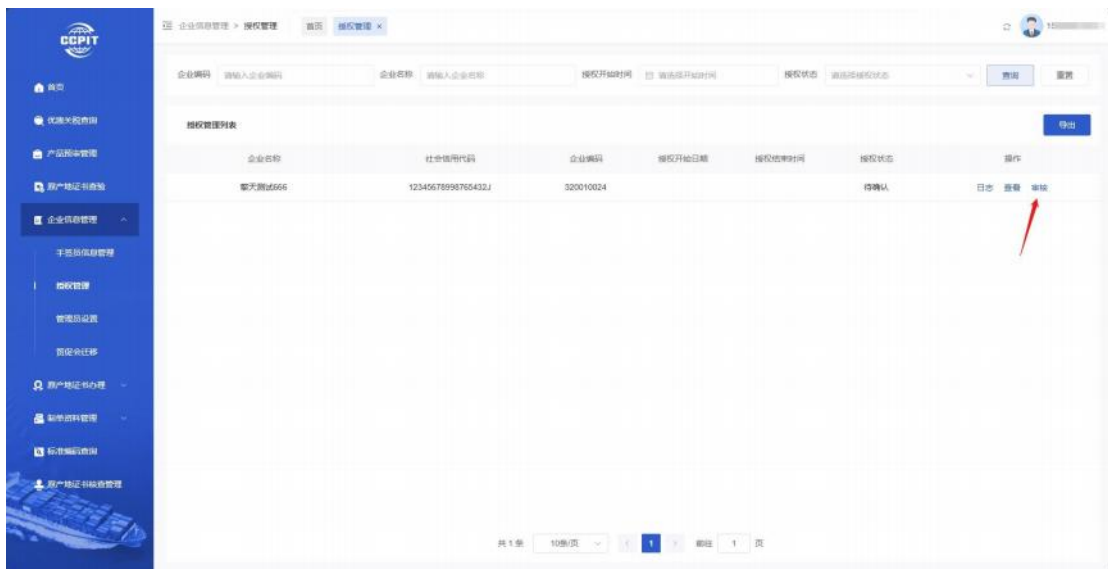 CCPIT
企业信息管理 > 授权管理
首页
授权管理 ×
企业编码 请输入企业编码
企业名称 请输入企业名称
授权开始时间 请选择开始时间
授权状态 请选择授权状态
查询
重置
首页
优惠关税查询
产品预审管理
原产地证书查验
企业信息管理
手签员信息管理
授权管理
管理员设置
贸促会迁移
原产地证书办理
制单资料管理
标准编码查询
原产地证书核查管理
授权管理列表
导出
企业名称 社会信用代码 企业编码 授权开始日期 授权结束时间 授权状态 操作
聊天测试666 12345678998765432J 320010024 待确认 日志 查看 审核
共 1 条 10条/页 1 前往 1 页